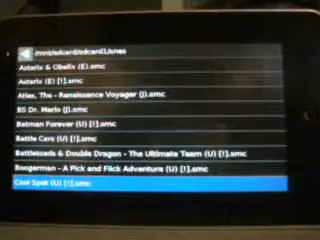 /mnt/sdcard/sdcard1/snes
Asterix & Obelix (E).smc
Asterix (E) [!].smc
Atlas, The - Renaissance Voyager (J).smc
BS Dr. Mario (J).smc
Batman Forever (U) [!].smc
Battle Cars (U) [!].smc
Battletoads & Double Dragon - The Ultimate Team (U) [!].smc
Boogerman - A Pick and Flick Adventure (U) [!].smc
Cool Spot (U) [!].smc